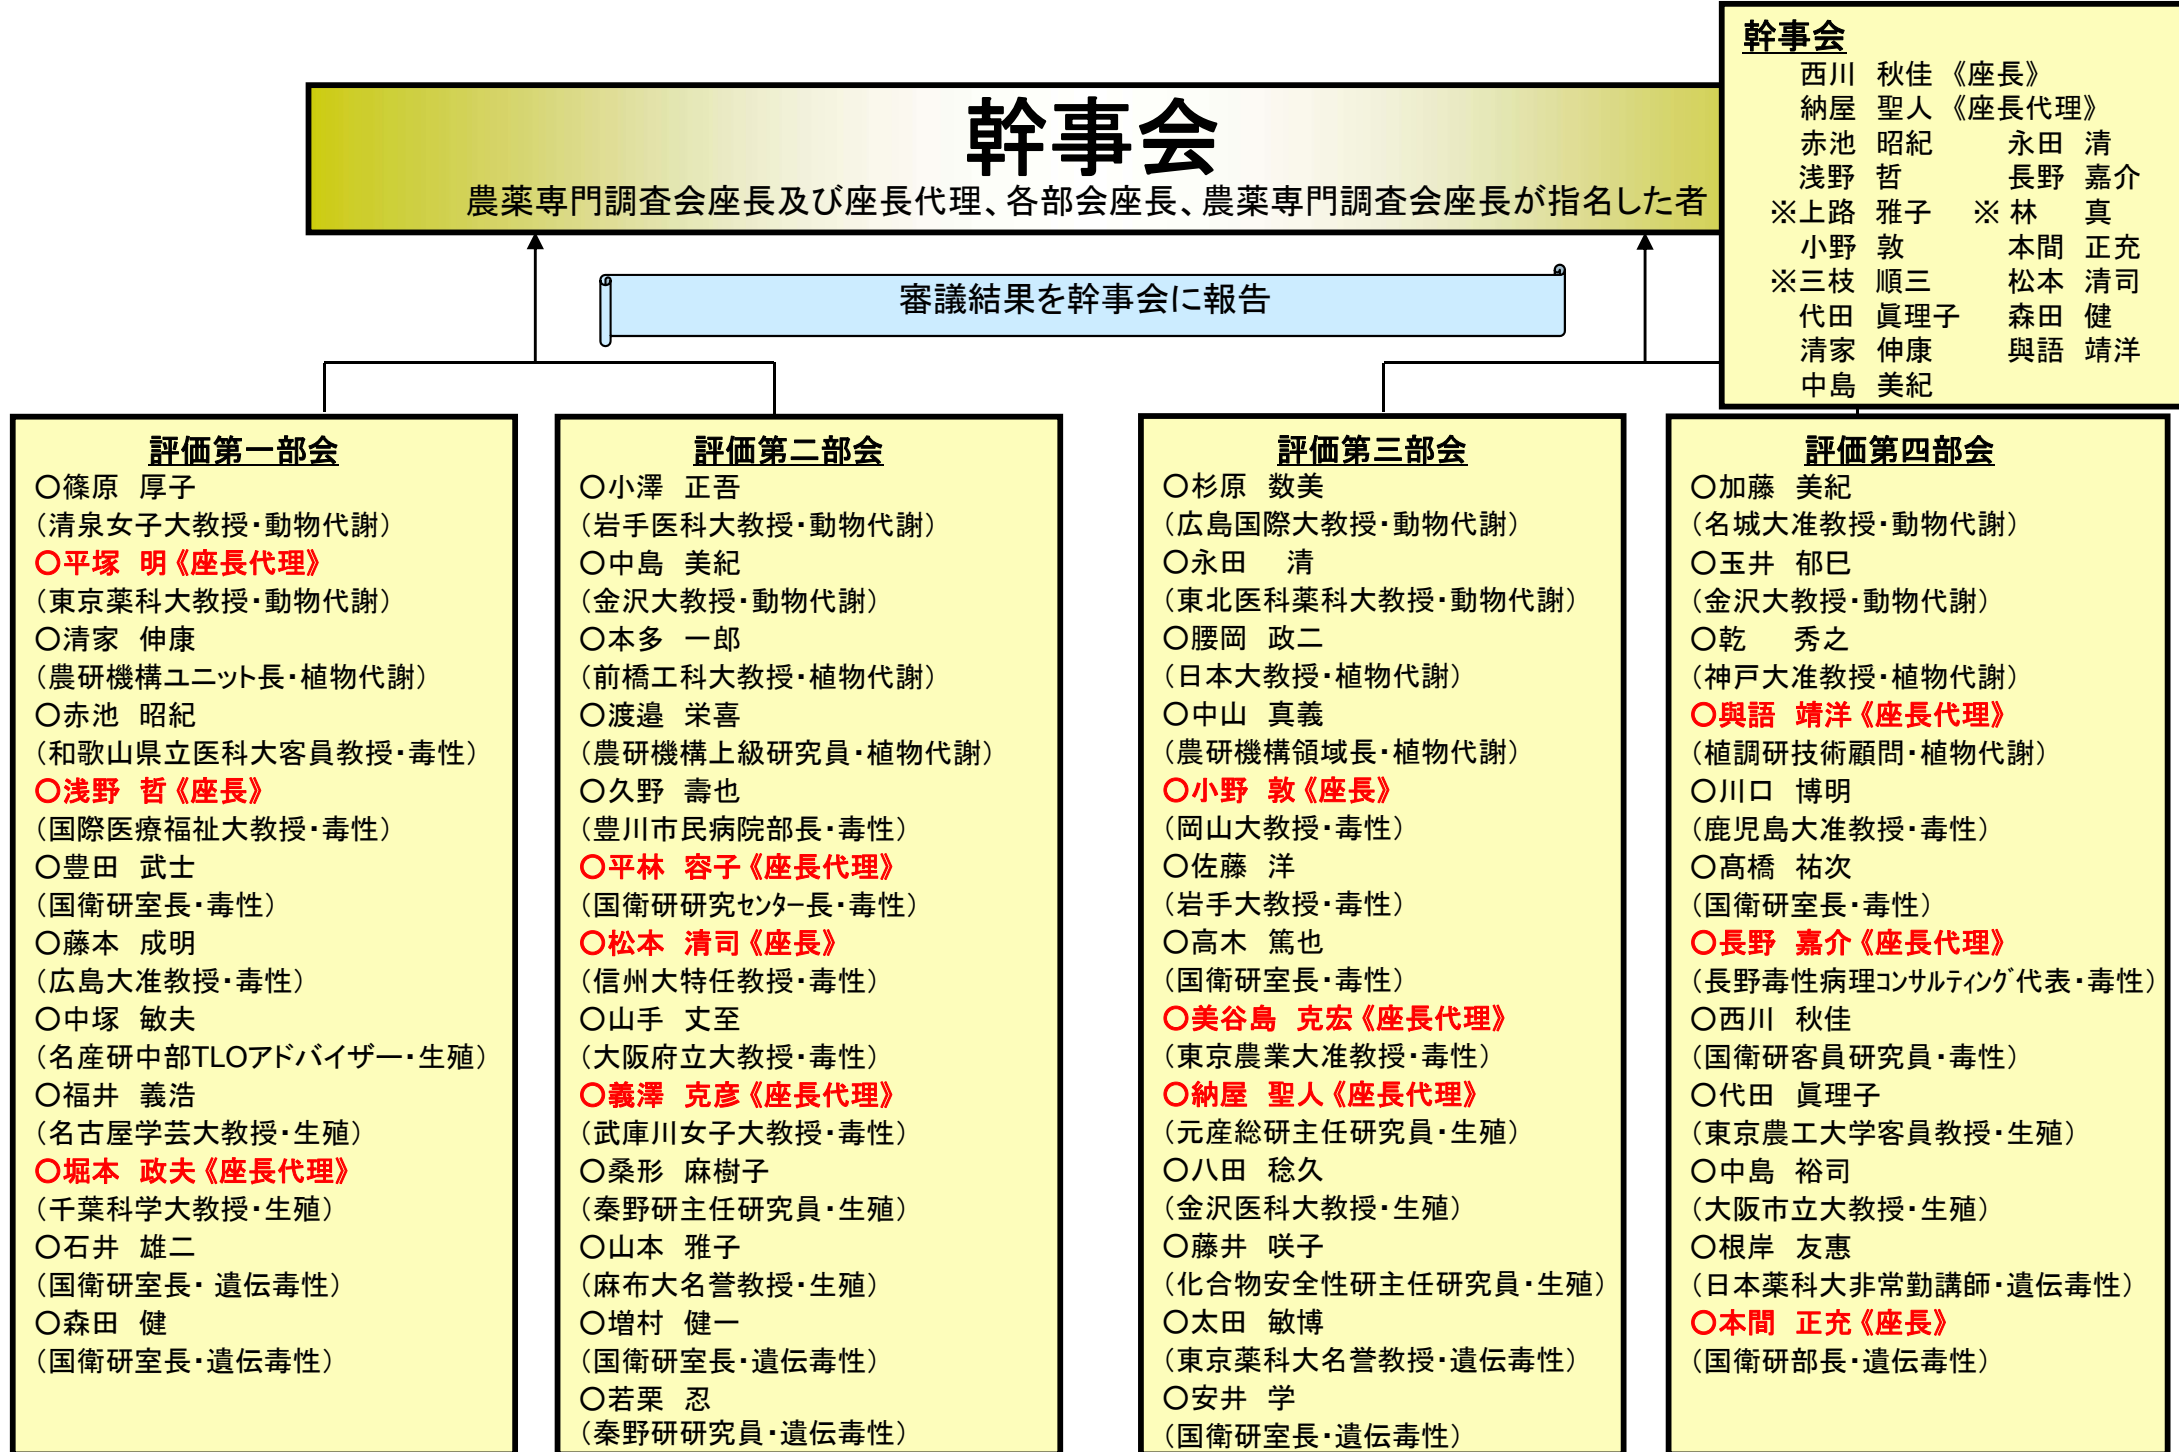 幹事会
農薬専門調査会座長及び座長代理、各部会座長、農薬専門調査会座長が指名した者
幹事会
西川 秋佳 《座長》
納屋 聖人 《座長代理》
赤池 昭紀 永田 清
浅野 哲 長野 嘉介
※上路 雅子 ※ 林 真
小野 敦 本間 正充
※三枝 順三 松本 清司
代田 眞理子 森田 健
清家 伸康 與語 靖洋
中島 美紀
審議結果を幹事会に報告
評価第一部会
○篠原 厚子
(清泉女子大教授・動物代謝)
○平塚 明《座長代理》
(東京薬科大教授・動物代謝)
○清家 伸康
(農研機構ユニット長・植物代謝)
○赤池 昭紀
(和歌山県立医科大客員教授・毒性)
○浅野 哲《座長》
(国際医療福祉大教授・毒性)
○豊田 武士
(国衛研室長・毒性)
○藤本 成明
(広島大准教授・毒性)
○中塚 敏夫
(名産研中部TLOアドバイザー・生殖)
○福井 義浩
(名古屋学芸大教授・生殖)
○堀本 政夫《座長代理》
(千葉科学大教授・生殖)
○石井 雄二
(国衛研室長・ 遺伝毒性)
○森田 健
(国衛研室長・遺伝毒性)
評価第二部会
○小澤 正吾
(岩手医科大教授・動物代謝)
○中島 美紀
(金沢大教授・動物代謝)
○本多 一郎
(前橋工科大教授・植物代謝)
○渡邉 栄喜
(農研機構上級研究員・植物代謝)
○久野 壽也
(豊川市民病院部長・毒性)
○平林 容子《座長代理》
(国衛研研究センター長・毒性)
○松本 清司《座長》
(信州大特任教授・毒性)
○山手 丈至
(大阪府立大教授・毒性)
○義澤 克彦《座長代理》
(武庫川女子大教授・毒性)
○桑形 麻樹子
(秦野研主任研究員・生殖)
○山本 雅子
(麻布大名誉教授・生殖)
○増村 健一
(国衛研室長・遺伝毒性)
○若栗 忍
(秦野研研究員・遺伝毒性)
評価第三部会
○杉原 数美
(広島国際大教授・動物代謝)
○永田 清
(東北医科薬科大教授・動物代謝)
○腰岡 政二
(日本大教授・植物代謝)
○中山 真義
(農研機構領域長・植物代謝)
○小野 敦《座長》
(岡山大教授・毒性)
○佐藤 洋
(岩手大教授・毒性)
○高木 篤也
(国衛研室長・毒性)
○美谷島 克宏《座長代理》
(東京農業大准教授・毒性)
○納屋 聖人《座長代理》
(元産総研主任研究員・生殖)
○八田 稔久
(金沢医科大教授・生殖)
○藤井 咲子
(化合物安全性研主任研究員・生殖)
○太田 敏博
(東京薬科大名誉教授・遺伝毒性)
○安井 学
(国衛研室長・遺伝毒性)
評価第四部会
○加藤 美紀
(名城大准教授・動物代謝)
○玉井 郁巳
(金沢大教授・動物代謝)
○乾 秀之
(神戸大准教授・植物代謝)
○與語 靖洋《座長代理》
(植調研技術顧問・植物代謝)
○川口 博明
(鹿児島大准教授・毒性)
○髙橋 祐次
(国衛研室長・毒性)
○長野 嘉介《座長代理》
(長野毒性病理コンサルティング代表・毒性)
○西川 秋佳
(国衛研客員研究員・毒性)
○代田 眞理子
(東京農工大学客員教授・生殖)
○中島 裕司
(大阪市立大教授・生殖)
○根岸 友惠
(日本薬科大非常勤講師・遺伝毒性)
○本間 正充《座長》
(国衛研部長・遺伝毒性)